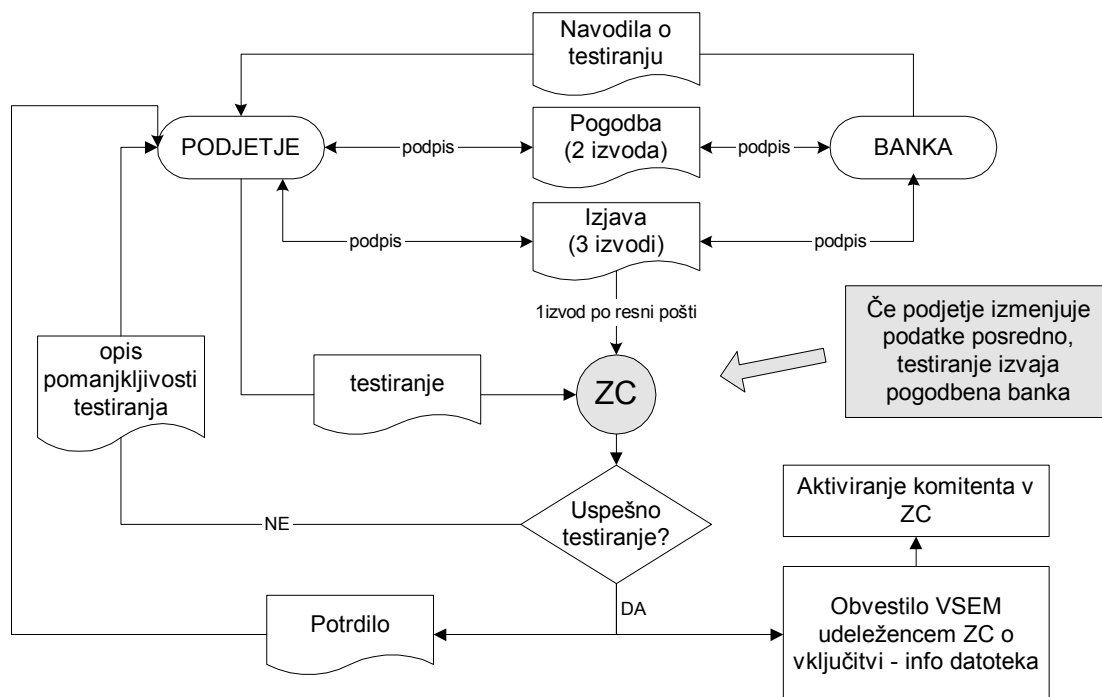 Navodila o
testiranju
PODJETJE
podpis
Pogodba
(2 izvoda)
podpis
BANKA
podpis
Izjava
(3 izvodi)
podpis
1izvod po resni pošti
Če podjetje izmenjuje
podatke posredno,
testiranje izvaja
pogodbena banka
opis
pomanjkljivosti
testiranja
testiranje
ZC
NE
Uspešno
testiranje?
Aktiviranje komitenta v
ZC
DA
Potrdilo
Obvestilo VSEM
udeležencem ZC o
vključitvi - info datoteka